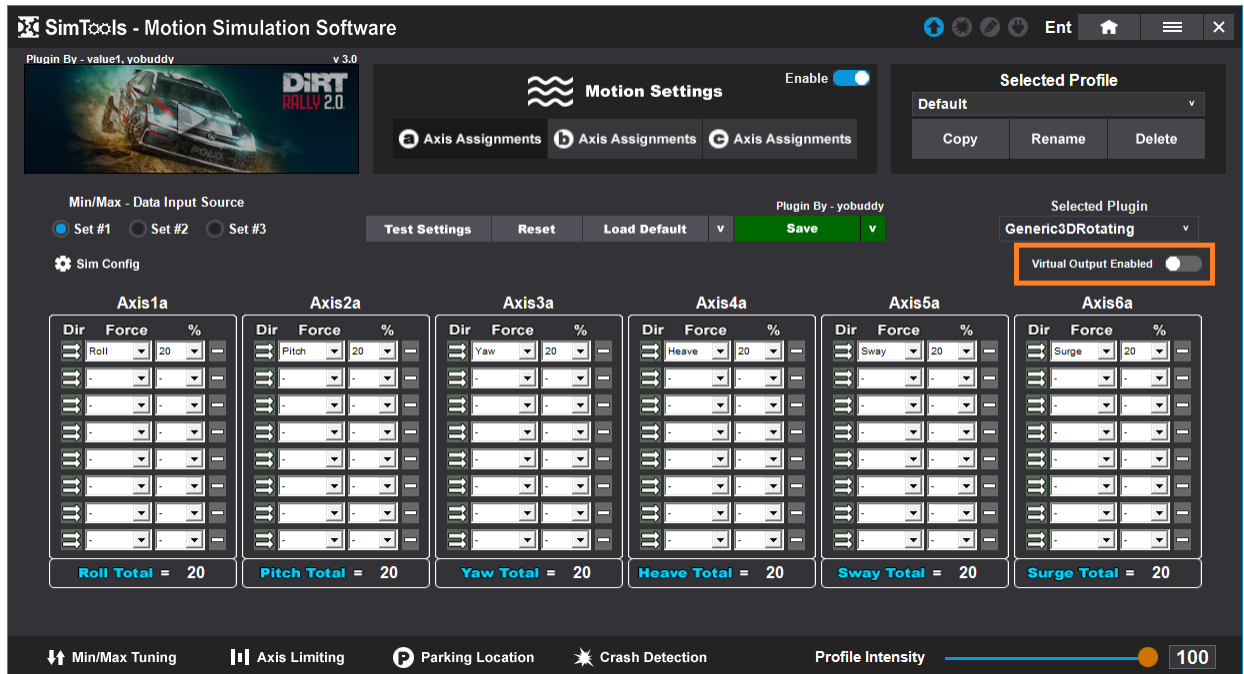 SimTools - Motion Simulation Software
Ent
Plugin By - value1, yobuddy v 3.0
DiRT
RALLY 2.0
POLO
Motion Settings
Enable
a Axis Assignments b Axis Assignments c Axis Assignments
Selected Profile
Default v
Copy Rename Delete
Min/Max - Data Input Source
Set #1 Set #2 Set #3
Sim Config
Plugin By - yobuddy
Test Settings Reset Load Default v Save v
Selected Plugin
Generic3DRotating v
Virtual Output Enabled
Axis1a Axis2a Axis3a Axis4a Axis5a Axis6a
Dir Force % Dir Force % Dir Force % Dir Force % Dir Force % Dir Force %
Roll 20 Pitch 20 Yaw 20 Heave 20 Sway 20 Surge 20
- - - - - - - - - - - -
- - - - - - - - - - - -
- - - - - - - - - - - -
- - - - - - - - - - - -
- - - - - - - - - - - -
- - - - - - - - - - - -
- - - - - - - - - - - -
Roll Total = 20 Pitch Total = 20 Yaw Total = 20 Heave Total = 20 Sway Total = 20 Surge Total = 20
Min/Max Tuning Axis Limiting P Parking Location Crash Detection Profile Intensity 100